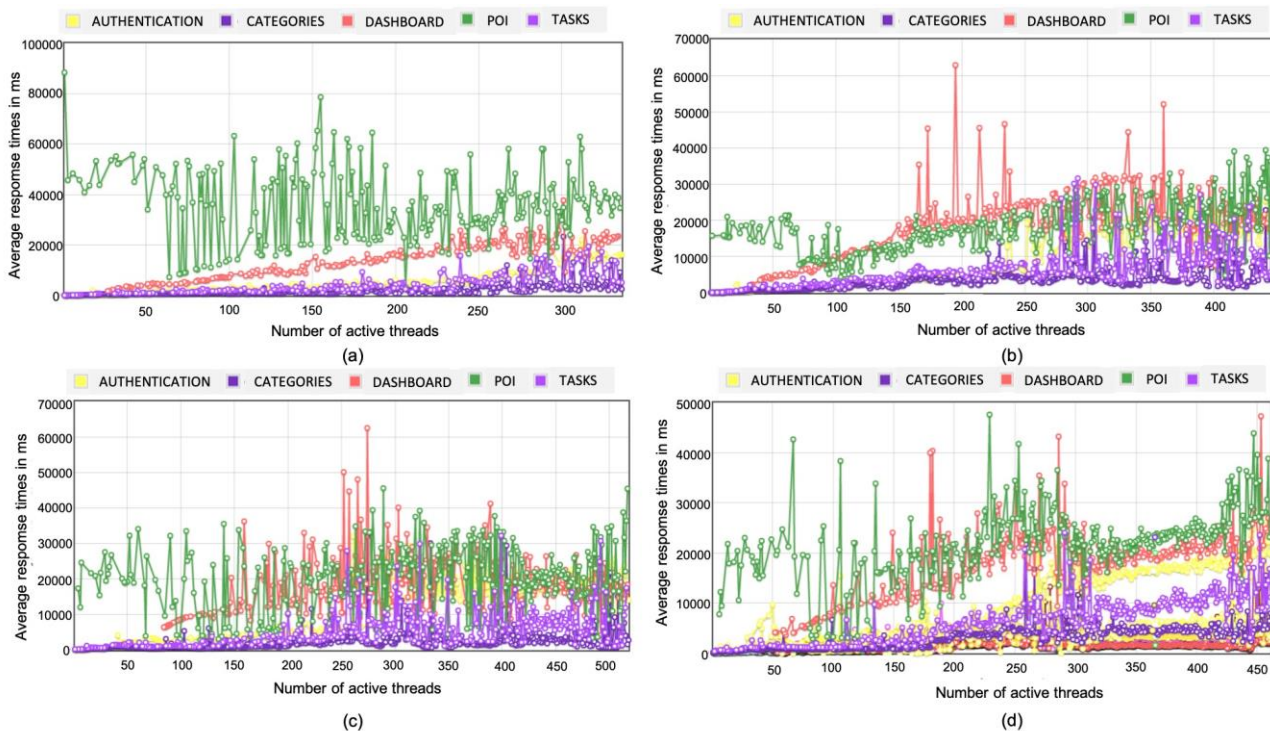 AUTHENTICATION CATEGORIES DASHBOARD POI TASKS
Average response times in ms
100000
80000
60000
40000
20000
0
50 100 150 200 250 300
Number of active threads
(a)
AUTHENTICATION CATEGORIES DASHBOARD POI TASKS
Average response times in ms
70000
60000
50000
40000
30000
20000
10000
0
50 100 150 200 250 300 350 400
Number of active threads
(b)
AUTHENTICATION CATEGORIES DASHBOARD POI TASKS
Average response times in ms
70000
60000
50000
40000
30000
20000
10000
0
50 100 150 200 250 300 350 400 450 500
Number of active threads
(c)
AUTHENTICATION CATEGORIES DASHBOARD POI TASKS
Average response times in ms
50000
40000
30000
20000
10000
0
50 100 150 200 250 300 350 400 450
Number of active threads
(d)